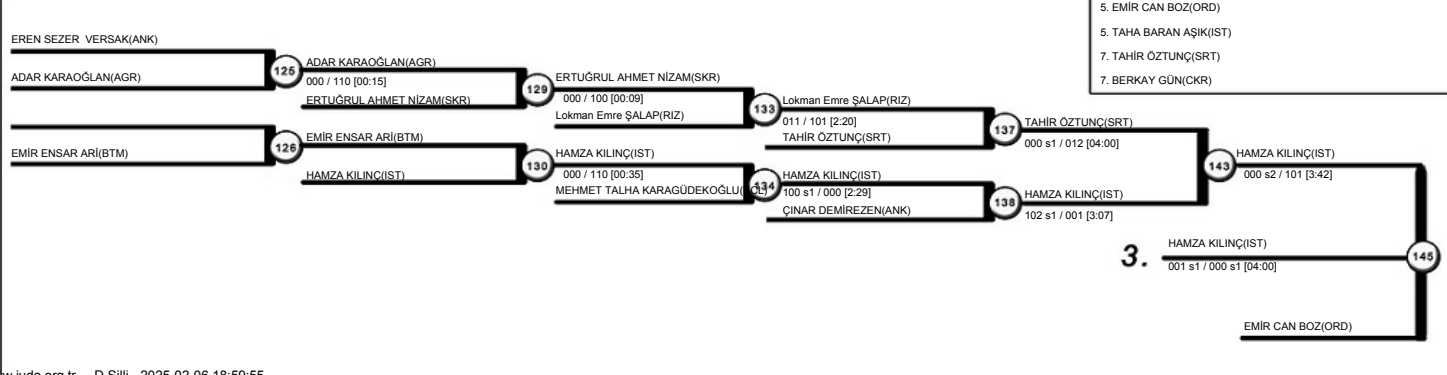 5. EMİR CAN BOZ(ORD)
5. TAHA BARAN AŞIK(IST)
7. TAHİR ÖZTUNÇ(SRT)
7. BERKAY GÜN(CKR)
EREN SEZER VERSAK(ANK)
ADAR KARAOĞLAN(AGR)
125
ADAR KARAOĞLAN(AGR)
000 / 110 [00:15]
ERTUĞRUL AHMET NİZAM(SKR)
129
ERTUĞRUL AHMET NİZAM(SKR)
000 / 100 [00:09]
Lokman Emre ŞALAP(RIZ)
133
Lokman Emre ŞALAP(RIZ)
011 / 101 [2:20]
TAHİR ÖZTUNÇ(SRT)
137
TAHİR ÖZTUNÇ(SRT)
000 s1 / 012 [04:00]
EMİR ENSAR ARİ(BTM)
126
EMİR ENSAR ARİ(BTM)
HAMZA KILINÇ(IST)
130
HAMZA KILINÇ(IST)
000 / 110 [00:35]
MEHMET TALHA KARAGÜDEKOĞLU
134
HAMZA KILINÇ(IST)
100 s1 / 000 [2:29]
ÇINAR DEMİREZEN(ANK)
138
HAMZA KILINÇ(IST)
102 s1 / 001 [3:07]
143
HAMZA KILINÇ(IST)
000 s2 / 101 [3:42]
3.
HAMZA KILINÇ(IST)
001 s1 / 000 s1 [04:00]
145
EMİR CAN BOZ(ORD)
w.judo.org.tr D.Silli 2025-02-06 18:59:55